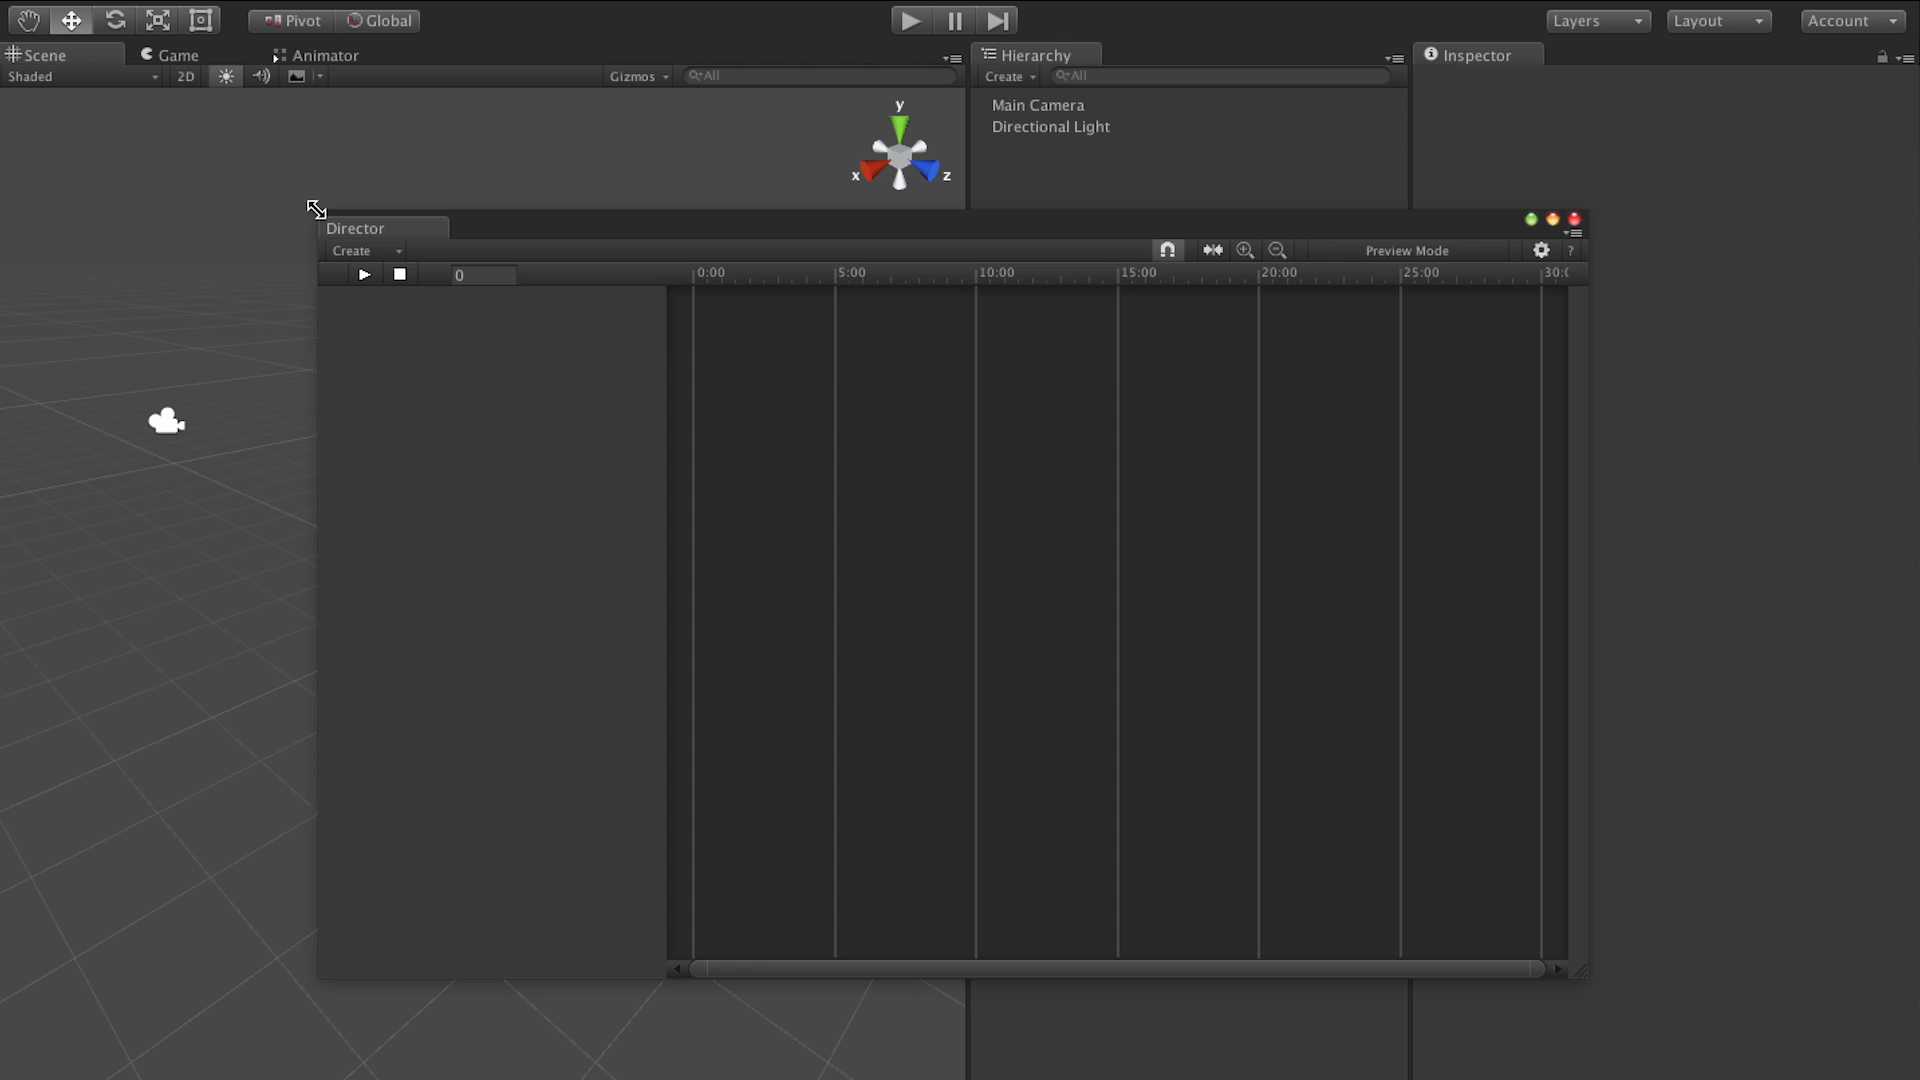 Pivot Global Layers Layout Account
Scene Game Animator Hierarchy Inspector
Shaded 2D Gizmos All Create All
Main Camera
Directional Light
y
x z
Director
Create Preview Mode ?
0 0:00 5:00 10:00 15:00 20:00 25:00 30:(